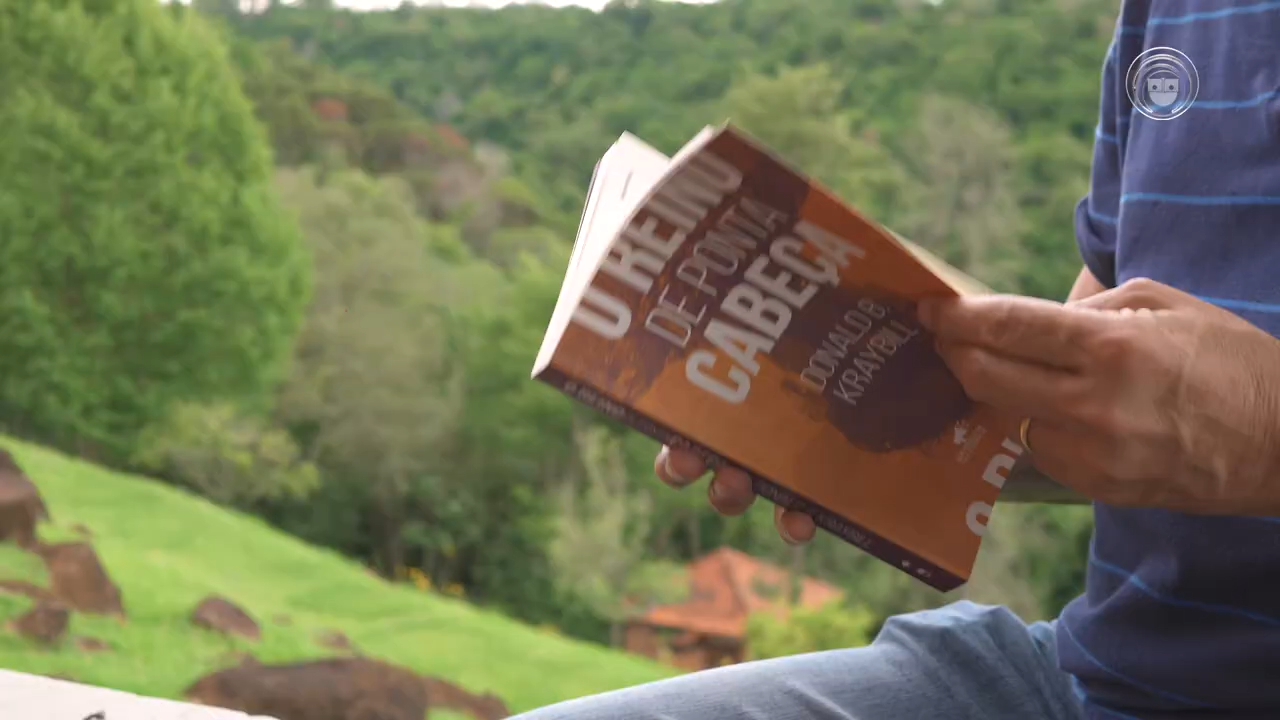 O REINO
DE PONTA
CABEÇA
DONALD B.
KRAYBILL